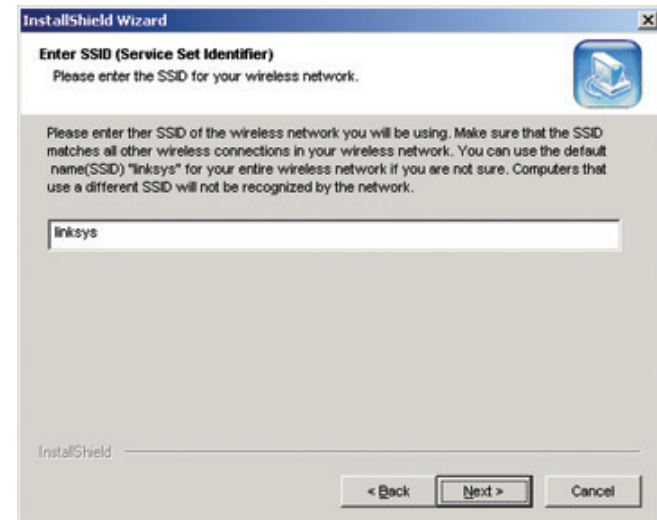 InstallShield Wizard
Enter SSID (Service Set Identifier)
Please enter the SSID for your wireless network.
Please enter ther SSID of the wireless network you will be using. Make sure that the SSID
matches all other wireless connections in your wireless network. You can use the default
name(SSID) "linksys" for your entire wireless network if you are not sure. Computers that
use a different SSID will not be recognized by the network.
linksys
InstallShield
< Back Next > Cancel